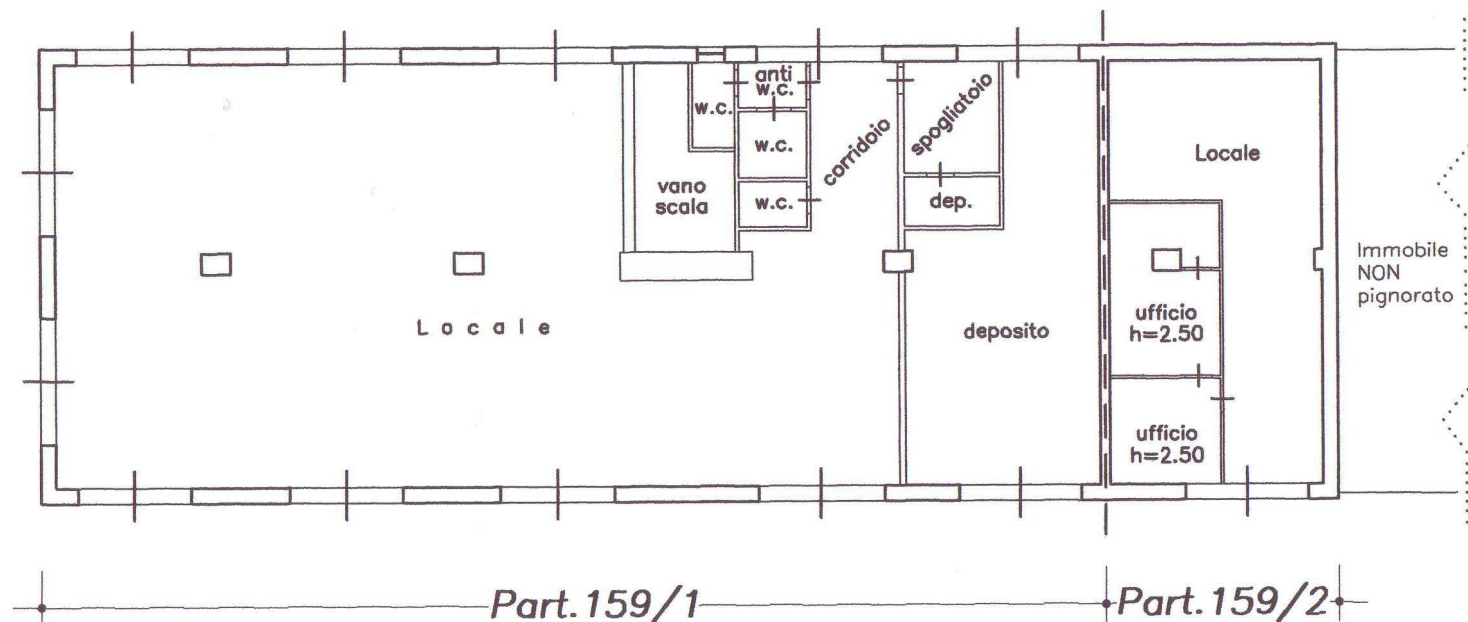 anti
w.c.
w.c.
w.c.
w.c.
vano
scala
corridoio
spogliatoio
dep.
Locale
Locale
deposito
ufficio
h=2.50
ufficio
h=2.50
Immobile
NON
pignorato
Part.159/1
Part.159/2